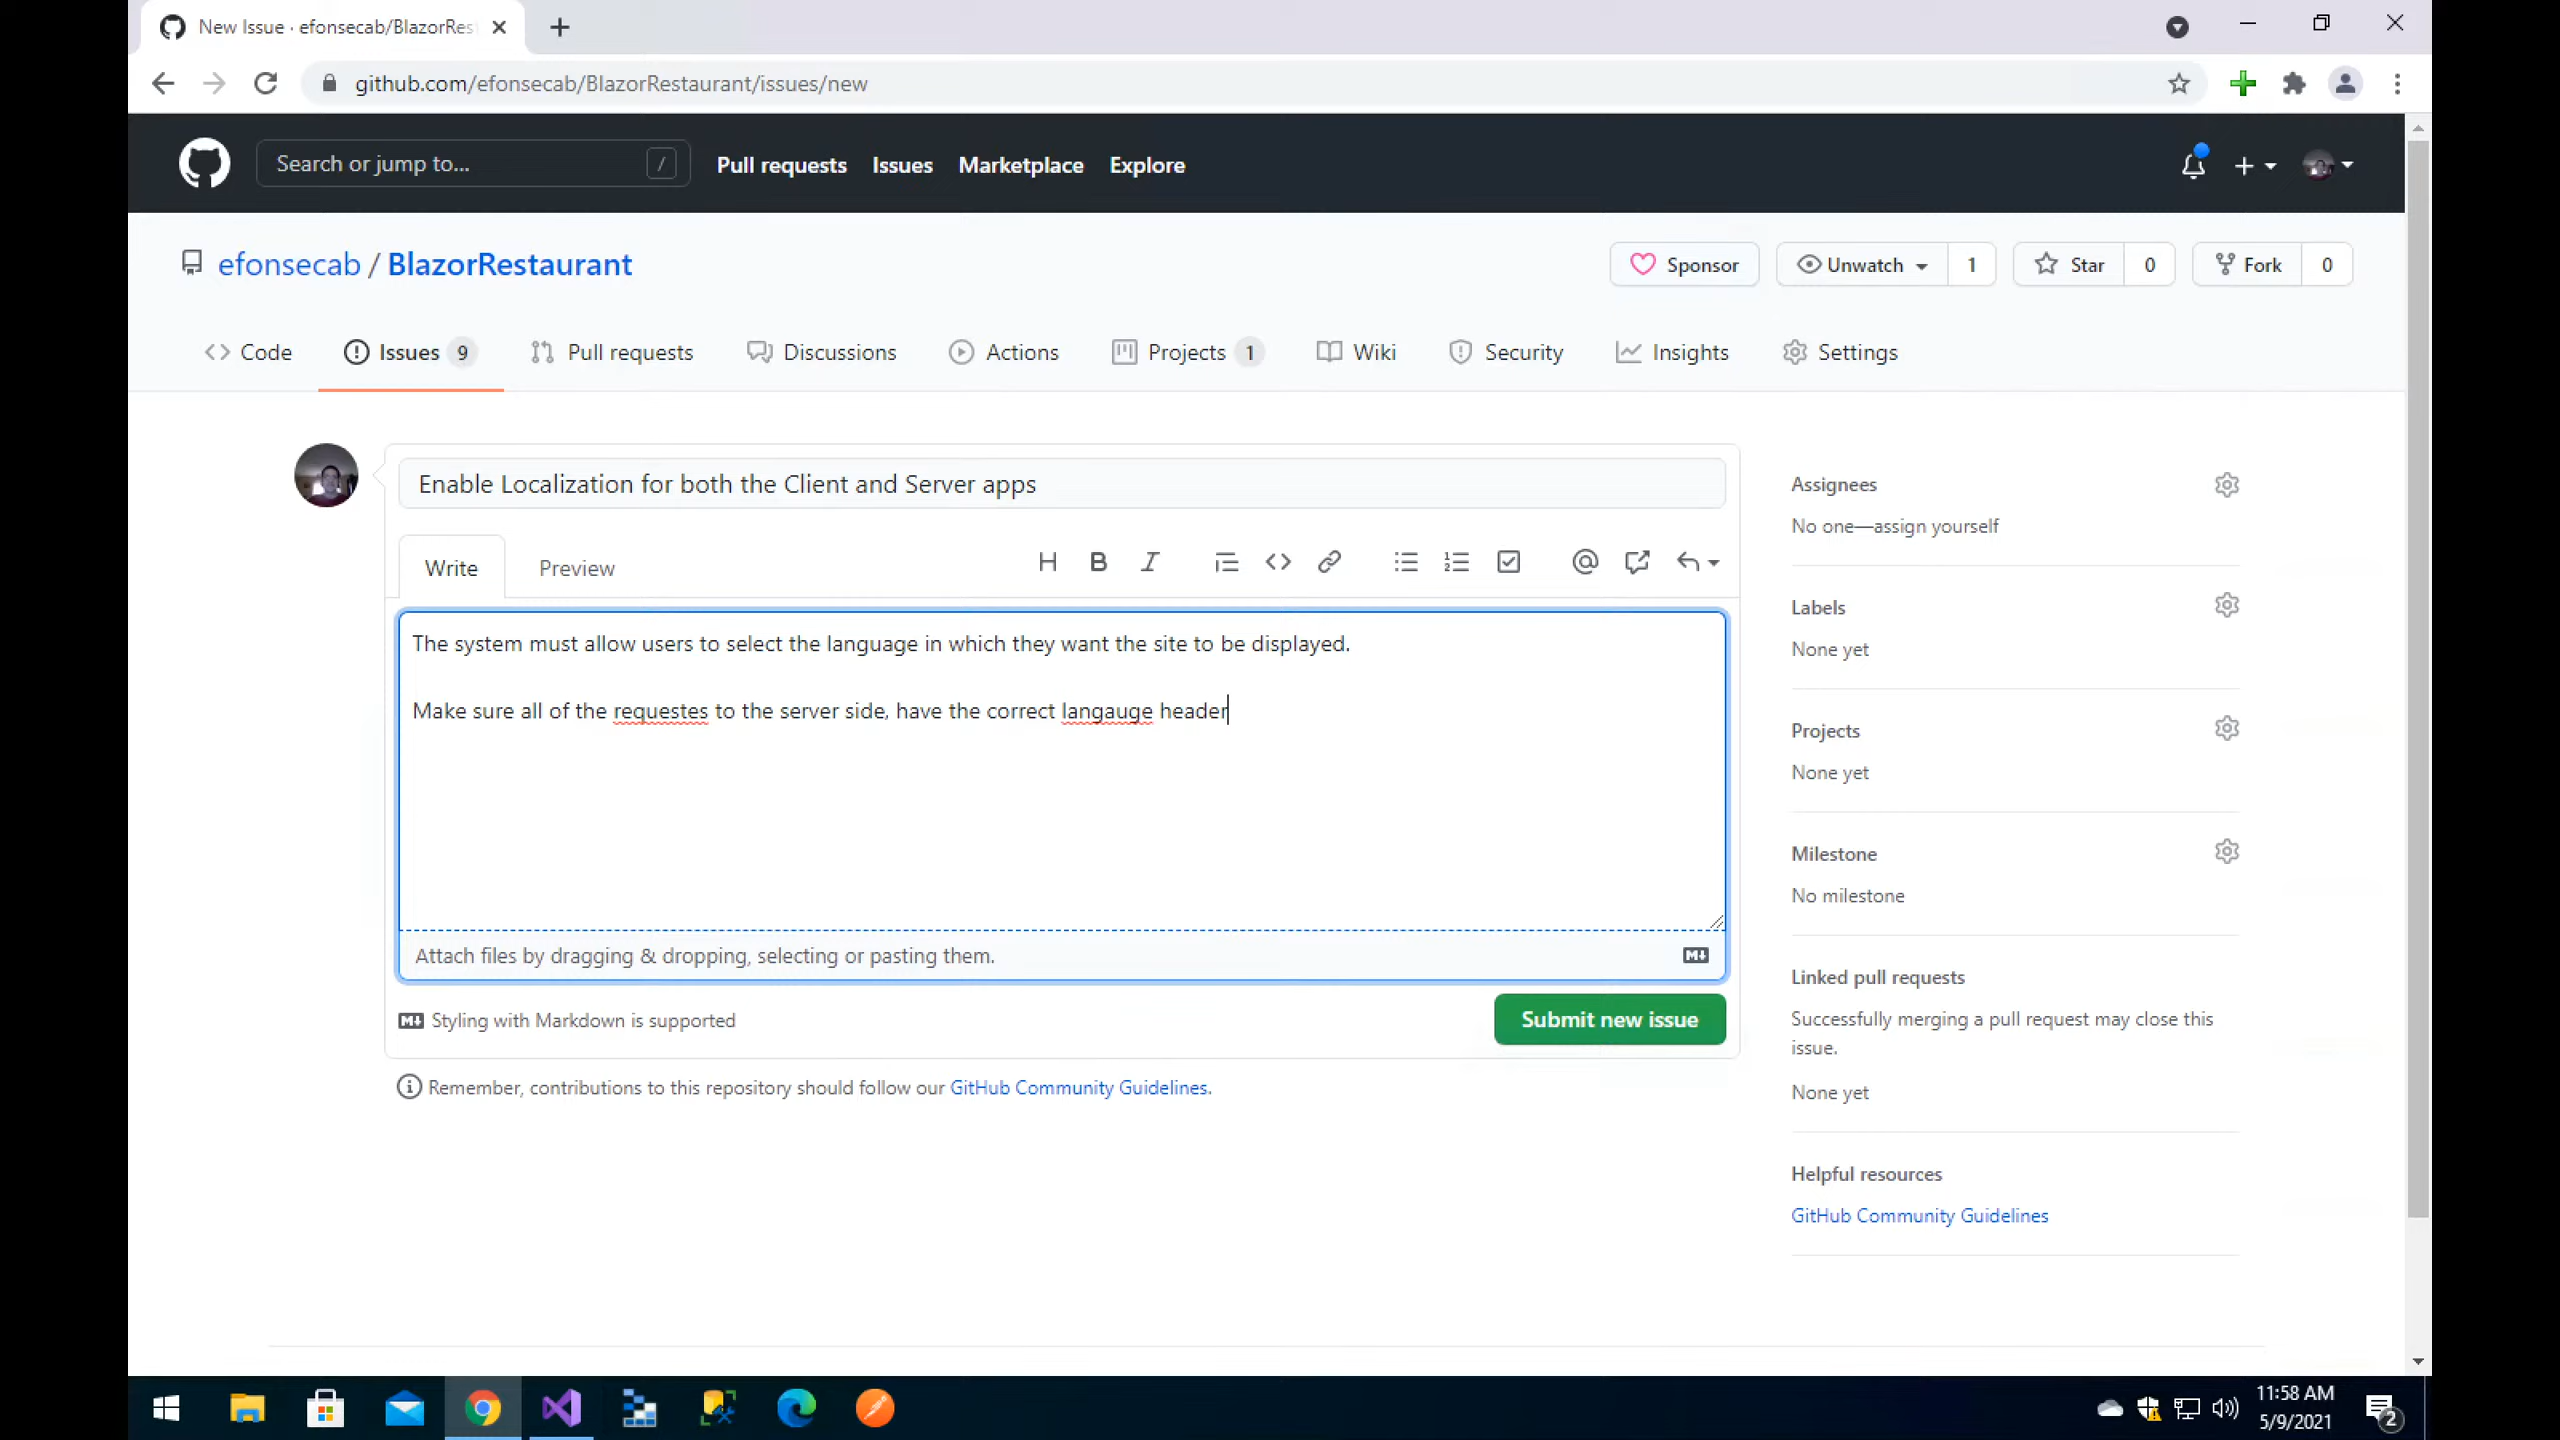 New Issue · efonsecab/BlazorRes
github.com/efonsecab/BlazorRestaurant/issues/new
Search or jump to... /
Pull requests Issues Marketplace Explore
efonsecab / BlazorRestaurant
Sponsor Unwatch 1 Star 0 Fork 0
Code Issues 9 Pull requests Discussions Actions Projects 1 Wiki Security Insights Settings
Enable Localization for both the Client and Server apps
Write Preview
The system must allow users to select the language in which they want the site to be displayed.
Make sure all of the requestes to the server side, have the correct langauge header
Attach files by dragging & dropping, selecting or pasting them.
Styling with Markdown is supported
Submit new issue
Remember, contributions to this repository should follow our GitHub Community Guidelines.
Assignees
No one—assign yourself
Labels
None yet
Projects
None yet
Milestone
No milestone
Linked pull requests
Successfully merging a pull request may close this
issue.
None yet
Helpful resources
GitHub Community Guidelines
11:58 AM
5/9/2021
2